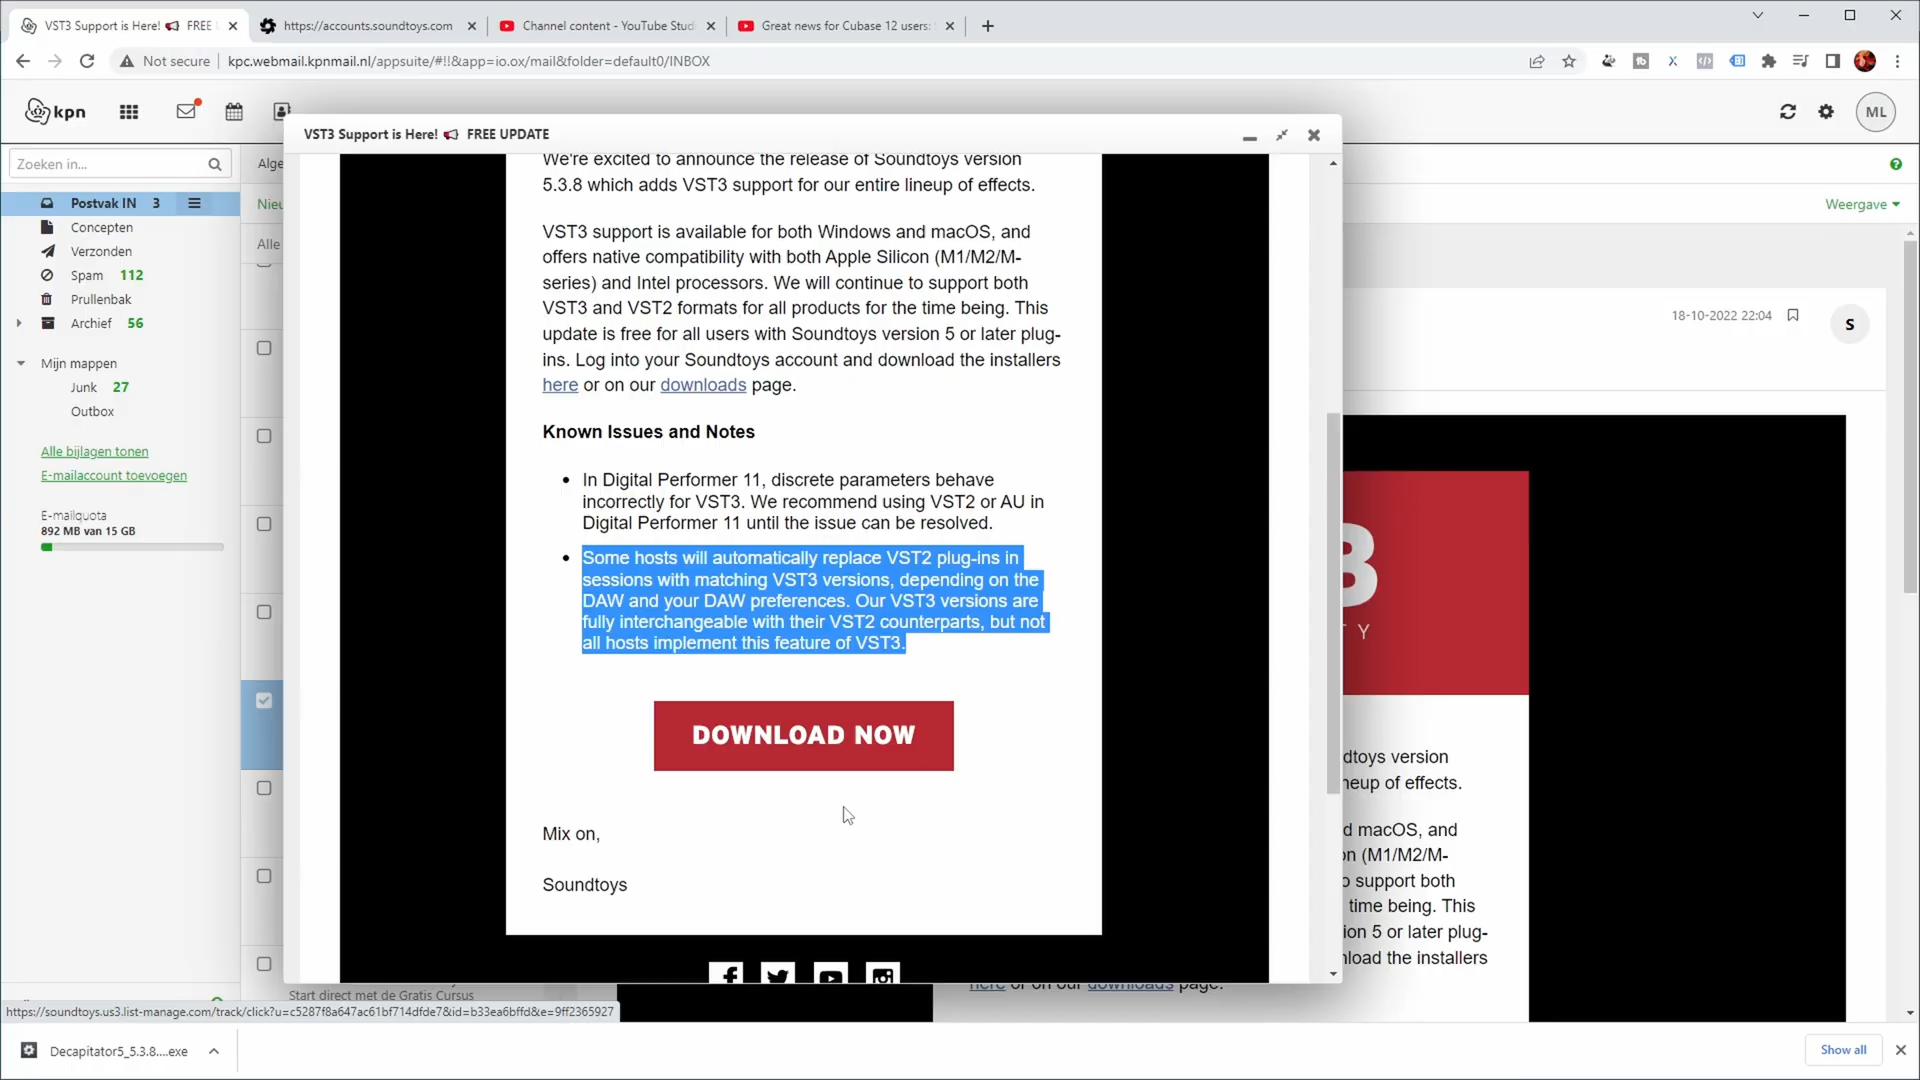 VST3 Support is Here! 📢 FREE
https://accounts.soundtoys.com
Channel content - YouTube Stud
Great news for Cubase 12 users:
Not secure
kpc.webmail.kpnmail.nl/appsuite/#!!&app=io.ox/mail&folder=default0/INBOX
kpn
ML
Zoeken in...
Alge
Postvak IN 3
Nieu
Weergave
Concepten
Alle
Verzonden
Spam 112
Prullenbak
Archief 56
Mijn mappen
Junk 27
Outbox
Alle bijlagen tonen
E-mailaccount toevoegen
E-mailquota
892 MB van 15 GB
VST3 Support is Here! 📢 FREE UPDATE
We're excited to announce the release of Soundtoys version
5.3.8 which adds VST3 support for our entire lineup of effects.
VST3 support is available for both Windows and macOS, and
offers native compatibility with both Apple Silicon (M1/M2/M-
series) and Intel processors. We will continue to support both
VST3 and VST2 formats for all products for the time being. This
update is free for all users with Soundtoys version 5 or later plug-
ins. Log into your Soundtoys account and download the installers
here or on our downloads page.
Known Issues and Notes
• In Digital Performer 11, discrete parameters behave
incorrectly for VST3. We recommend using VST2 or AU in
Digital Performer 11 until the issue can be resolved.
• Some hosts will automatically replace VST2 plug-ins in
sessions with matching VST3 versions, depending on the
DAW and your DAW preferences. Our VST3 versions are
fully interchangeable with their VST2 counterparts, but not
all hosts implement this feature of VST3.
DOWNLOAD NOW
Mix on,
Soundtoys
18-10-2022 22:04
S
3
TY
dtoys version
neup of effects.
d macOS, and
on (M1/M2/M-
o support both
time being. This
ion 5 or later plug-
nload the installers
here or on our downloads page.
Start direct met de Gratis Cursus
https://soundtoys.us3.list-manage.com/track/click?u=c5287f8a647ac61bf714dfde7&id=b33ea6bffd&e=9ff2365927
Decapitator5_5.3.8....exe
Show all